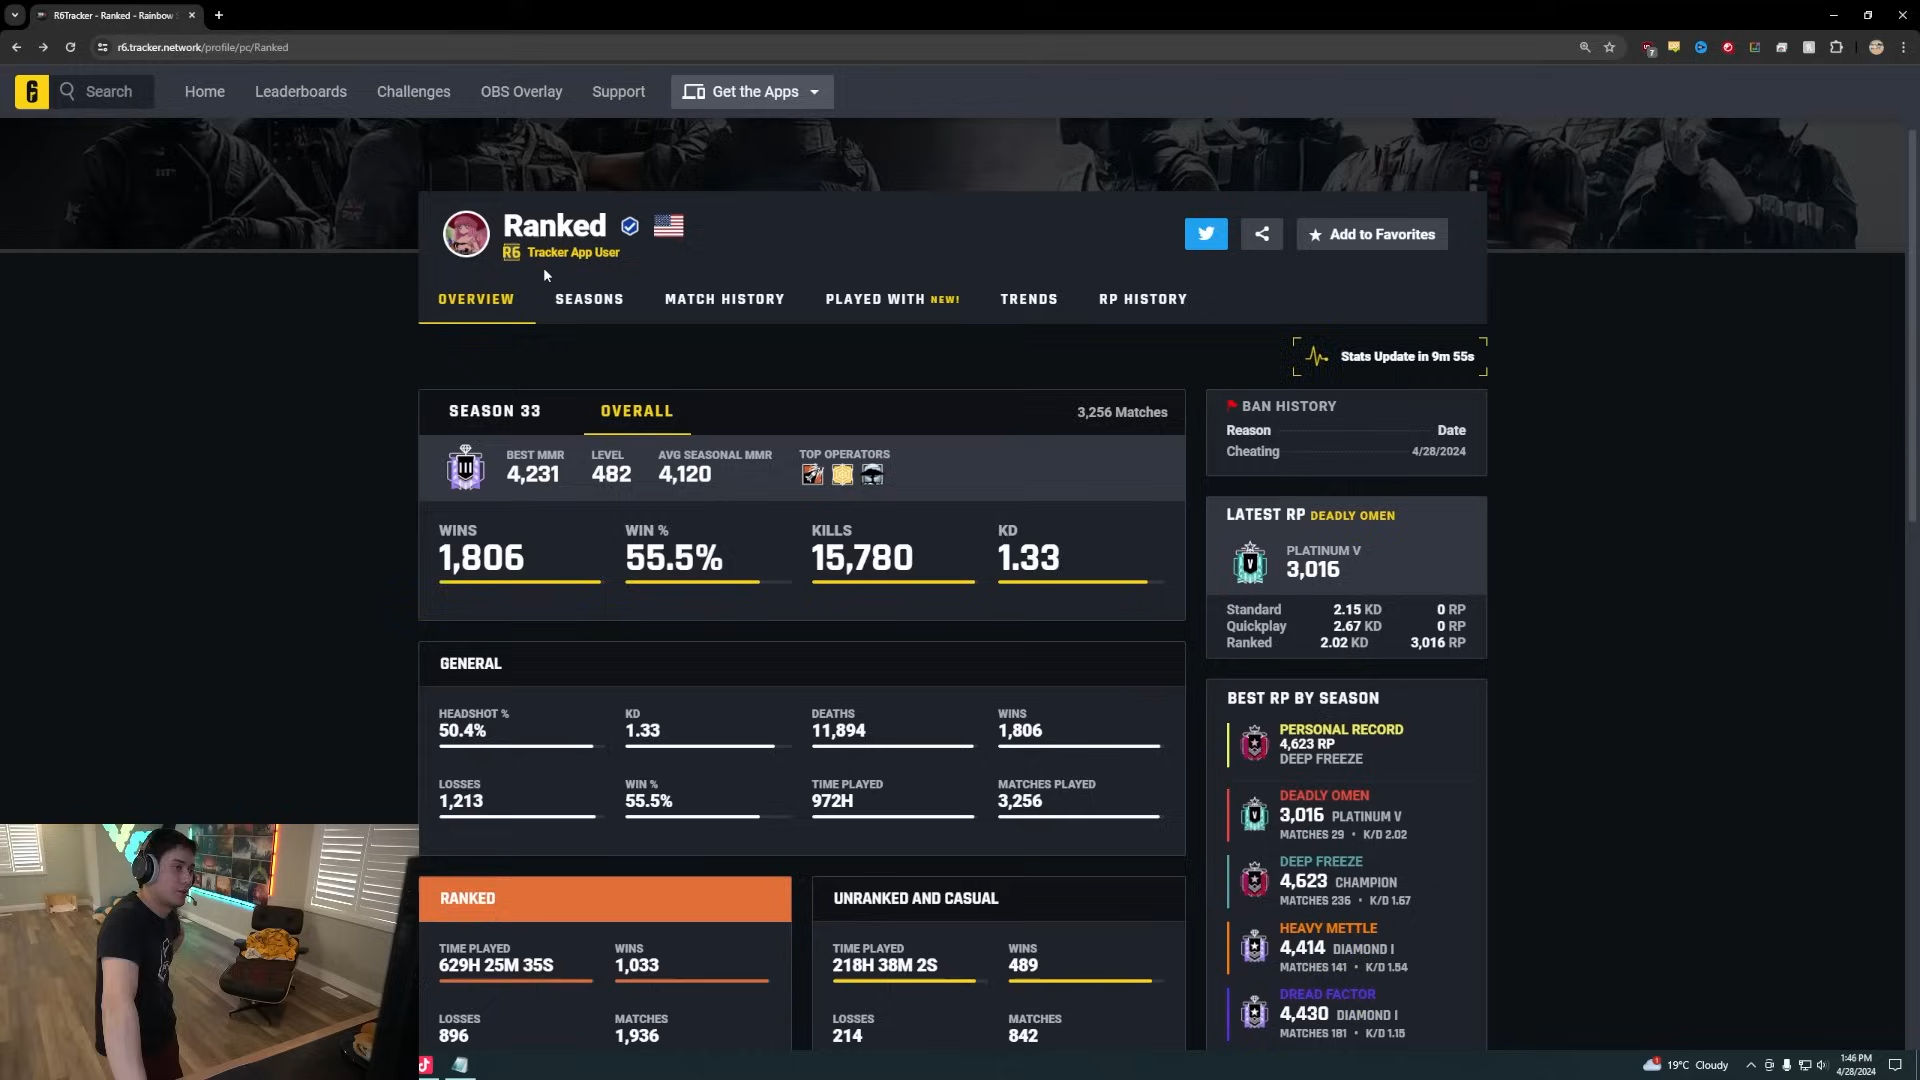 R6Tracker - Ranked - Rainbow
r6.tracker.network/profile/pc/Ranked
7
Search
Home
Leaderboards
Challenges
OBS Overlay
Support
Get the Apps
Ranked
R6 Tracker App User
Add to Favorites
OVERVIEW
SEASONS
MATCH HISTORY
PLAYED WITH NEW!
TRENDS
RP HISTORY
Stats Update in 9m 55s
SEASON 33
OVERALL
3,256 Matches
III
BEST MMR
4,231
LEVEL
482
AVG SEASONAL MMR
4,120
TOP OPERATORS
WINS
1,806
WIN %
55.5%
KILLS
15,780
KD
1.33
GENERAL
HEADSHOT %
50.4%
KD
1.33
DEATHS
11,894
WINS
1,806
LOSSES
1,213
WIN %
55.5%
TIME PLAYED
972H
MATCHES PLAYED
3,256
RANKED
TIME PLAYED
629H 25M 35S
WINS
1,033
LOSSES
896
MATCHES
1,936
UNRANKED AND CASUAL
TIME PLAYED
218H 38M 2S
WINS
489
LOSSES
214
MATCHES
842
BAN HISTORY
Reason Date
Cheating 4/28/2024
LATEST RP DEADLY OMEN
V
PLATINUM V
3,016
Standard 2.15 KD 0 RP
Quickplay 2.67 KD 0 RP
Ranked 2.02 KD 3,016 RP
BEST RP BY SEASON
PERSONAL RECORD
4,623 RP
DEEP FREEZE
DEADLY OMEN
V
3,016 PLATINUM V
MATCHES 29 • K/D 2.02
DEEP FREEZE
4,623 CHAMPION
MATCHES 236 • K/D 1.67
HEAVY METTLE
4,414 DIAMOND I
MATCHES 141 • K/D 1.54
DREAD FACTOR
4,430 DIAMOND I
MATCHES 181 • K/D 1.15
1
19°C Cloudy
1:46 PM
4/28/2024